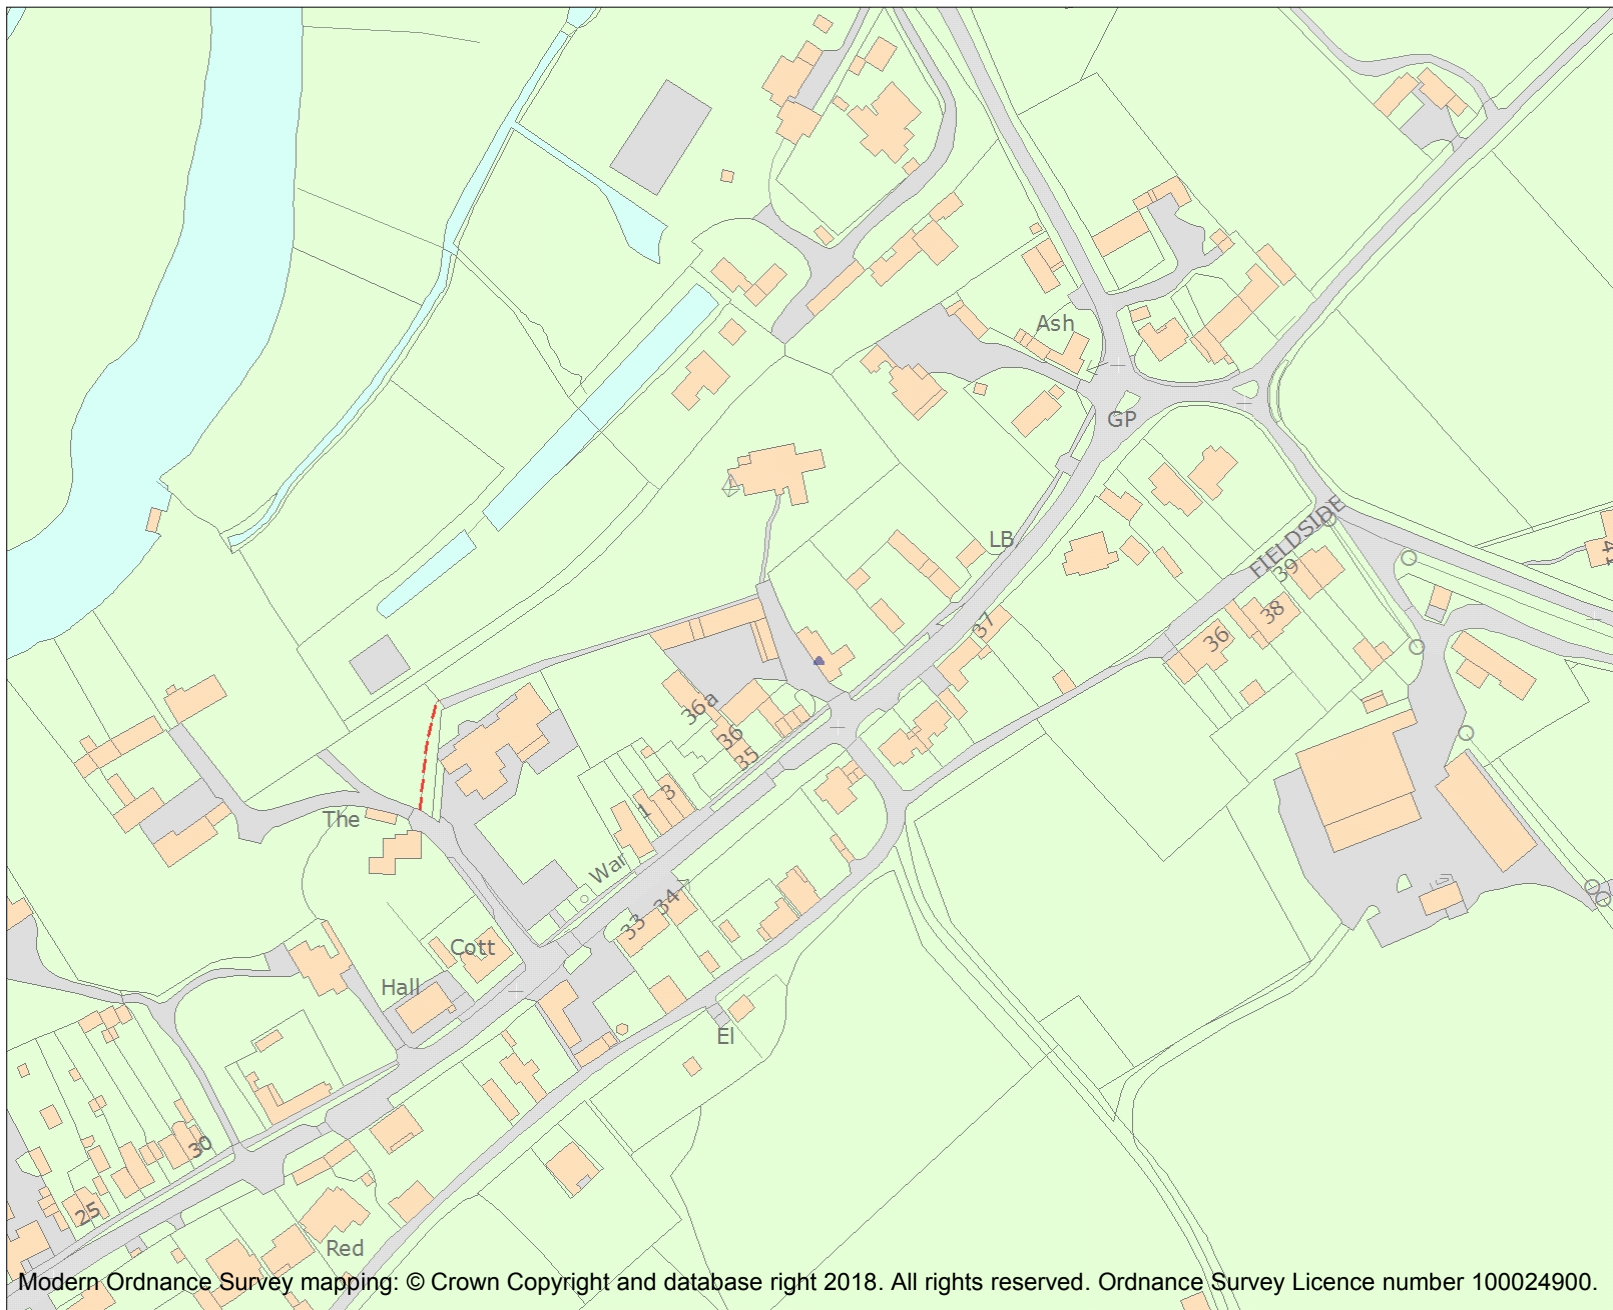 Ash
GP
LB
FIELDSIDE
39
38
36
37
36a
36
35
3
1
The
War
34
33
Cott
Hall
El
30
25
Red
Modern Ordnance Survey mapping: © Crown Copyright and database right 2018. All rights reserved. Ordnance Survey Licence number 100024900.